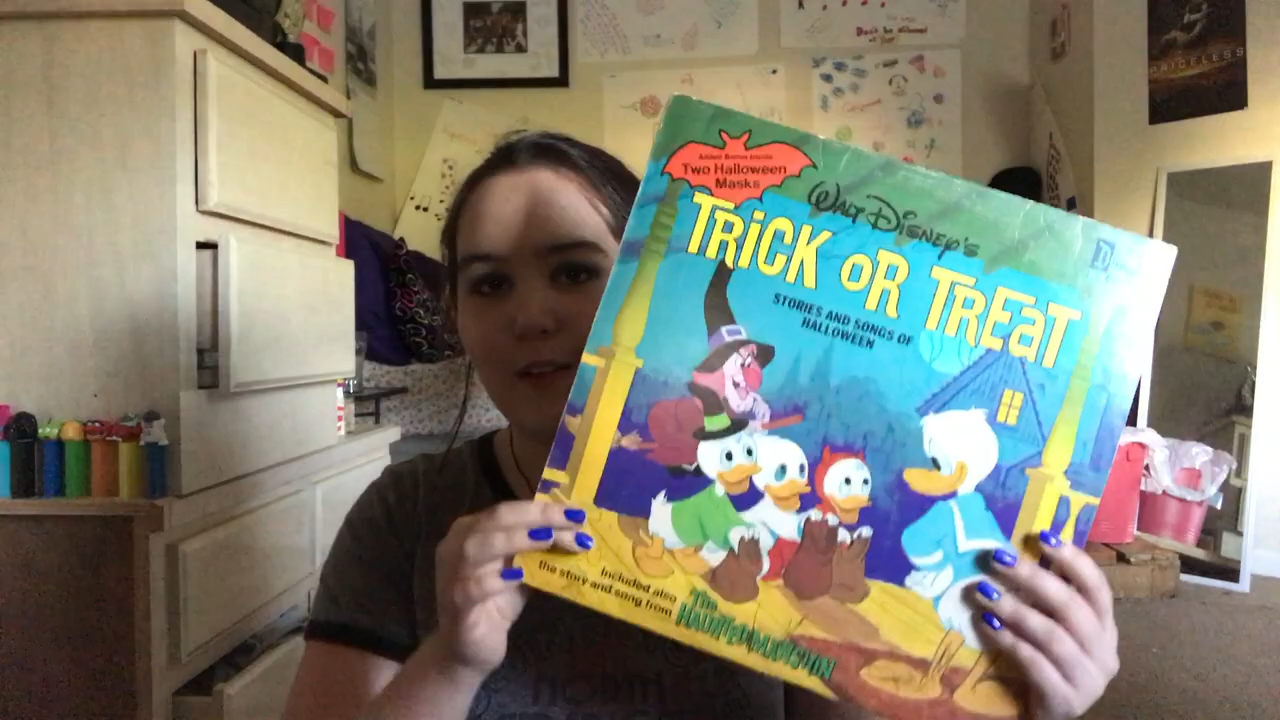 Added Bonus Inside
Two Halloween
Masks
WALT DISNEY'S
TRICK OR TREAT
STORIES AND SONGS OF
HALLOWEEN
Included also
the story and song from
THE
HAUNTED MANSION
PRICELESS